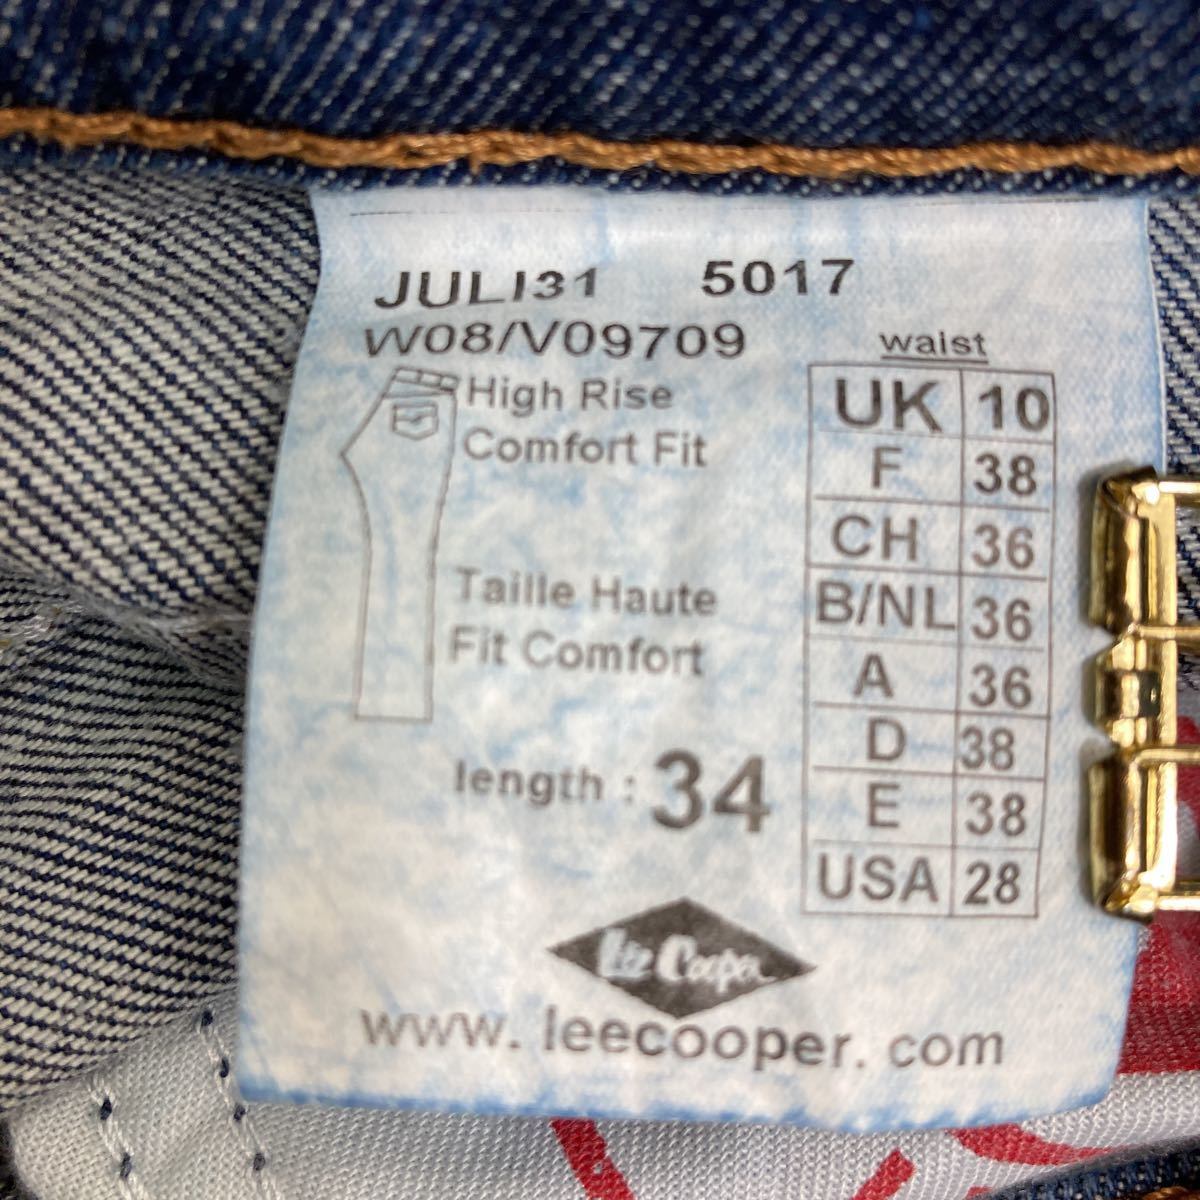 JULI31 5017
W08/V09709
waist
High Rise
Comfort Fit
Taille Haute
Fit Comfort
length : 34
UK 10
F 38
CH 36
B/NL 36
A 36
D 38
E 38
USA 28
Lee Cooper
www. leecooper. com